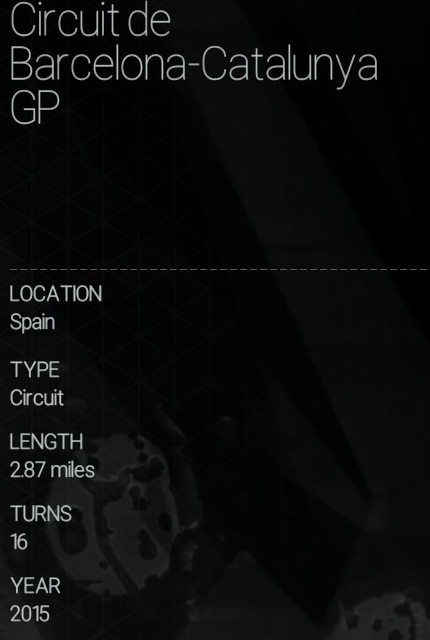 Circuit de
Barcelona-Catalunya
GP
LOCATION
Spain
TYPE
Circuit
LENGTH
2.87 miles
TURNS
16
YEAR
2015